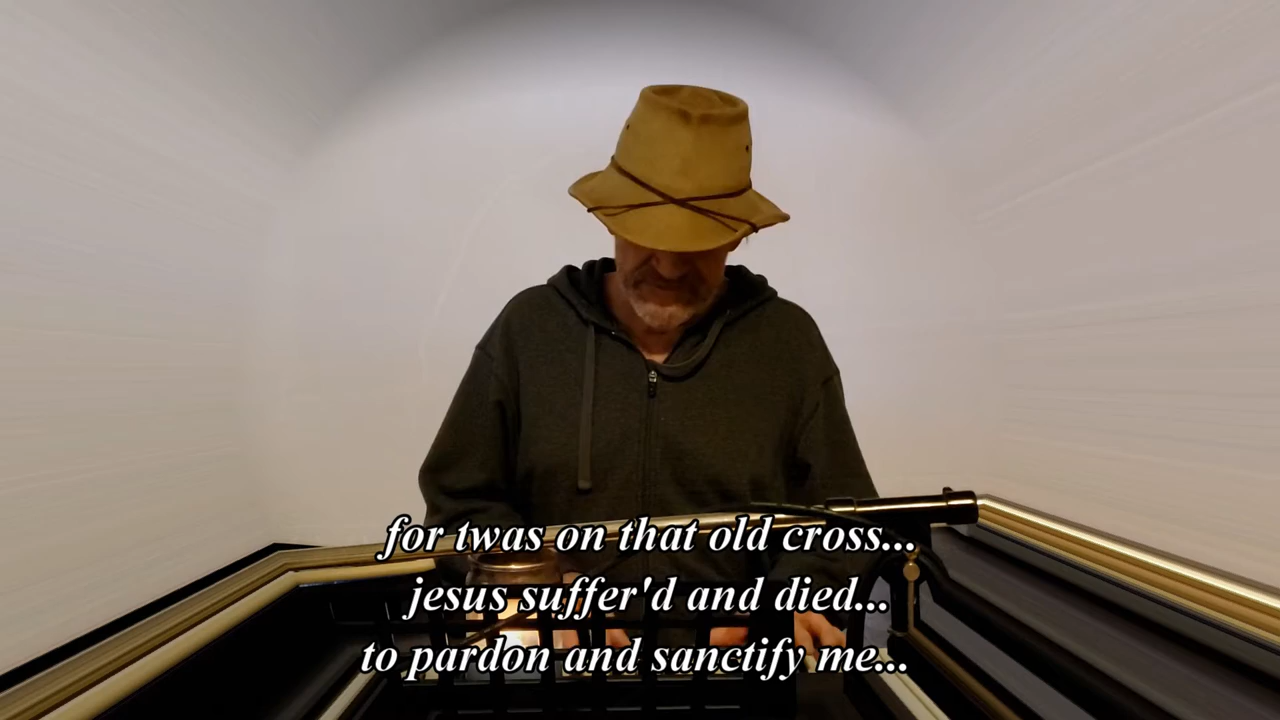 for twas on that old cross...
jesus suffer'd and died...
to pardon and sanctify me...